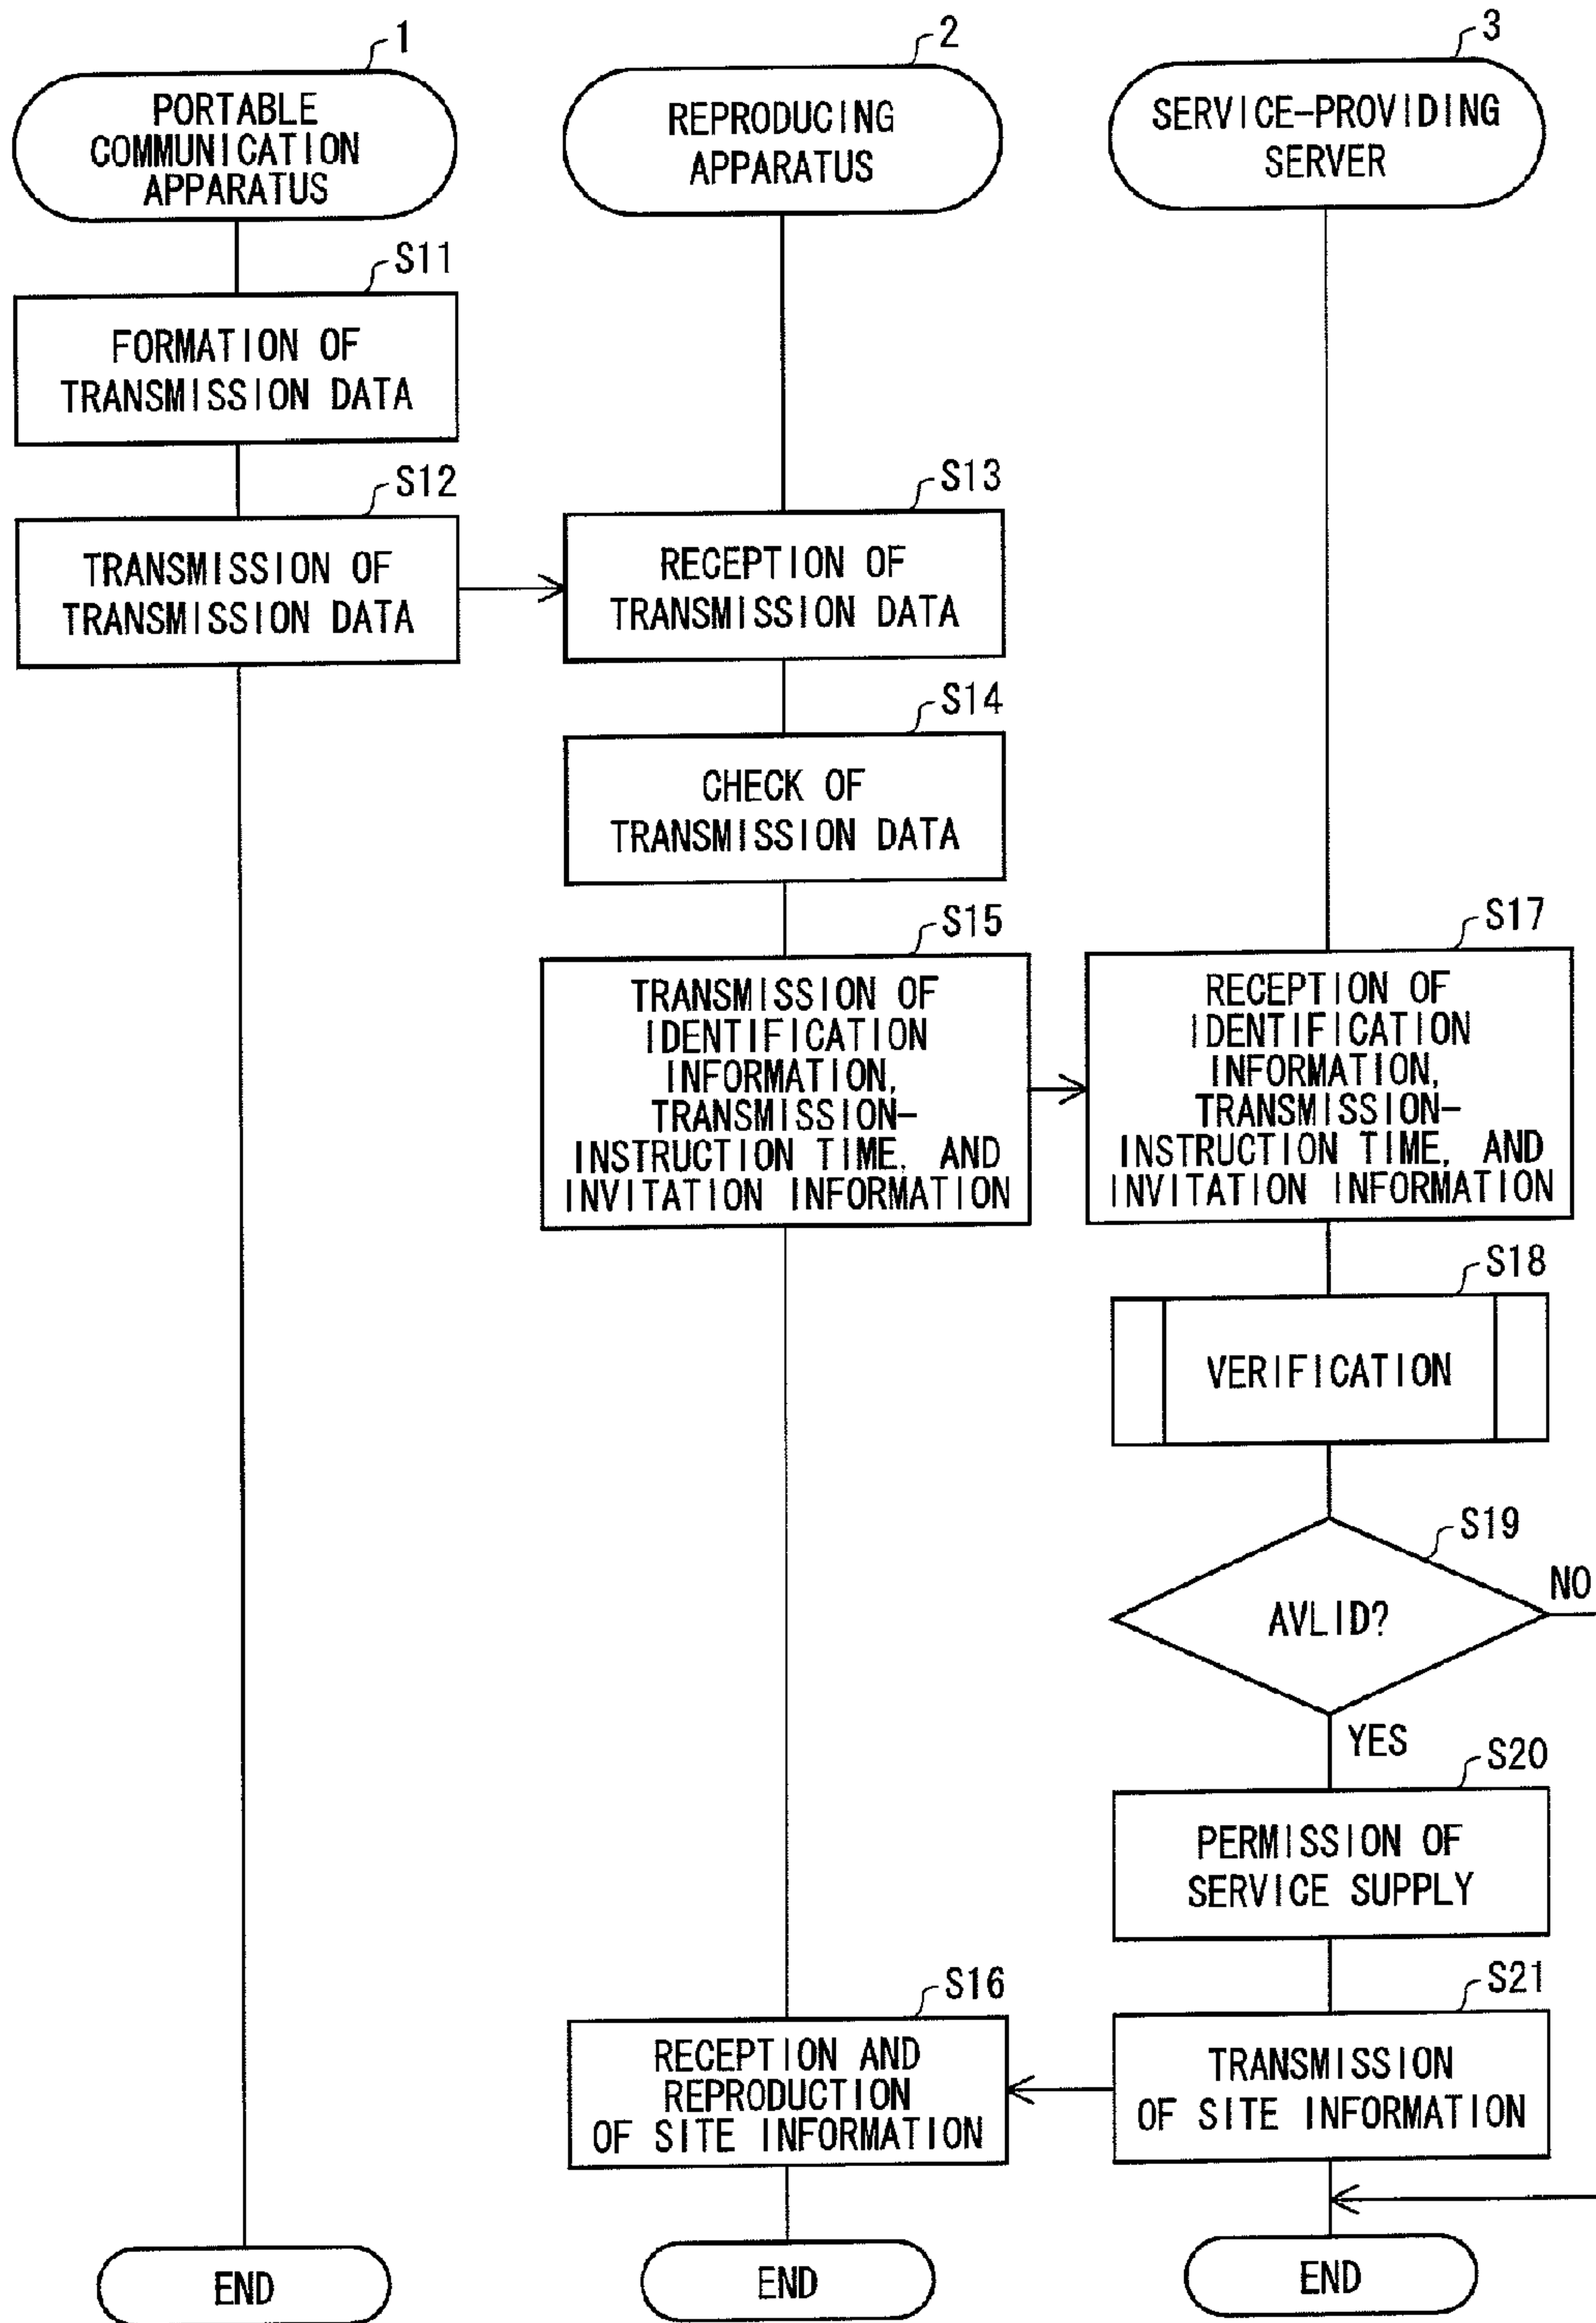 1
PORTABLE
COMMUNICATION
APPARATUS
2
REPRODUCING
APPARATUS
3
SERVICE-PROVIDING
SERVER
S11
FORMATION OF
TRANSMISSION DATA
S12
TRANSMISSION OF
TRANSMISSION DATA
S13
RECEPTION OF
TRANSMISSION DATA
S14
CHECK OF
TRANSMISSION DATA
S15
TRANSMISSION OF
IDENTIFICATION
INFORMATION,
TRANSMISSION-
INSTRUCTION TIME, AND
INVITATION INFORMATION
S17
RECEPTION OF
IDENTIFICATION
INFORMATION,
TRANSMISSION-
INSTRUCTION TIME, AND
INVITATION INFORMATION
S18
VERIFICATION
S19
AVLID?
NO
YES
S20
PERMISSION OF
SERVICE SUPPLY
S21
TRANSMISSION
OF SITE INFORMATION
S16
RECEPTION AND
REPRODUCTION
OF SITE INFORMATION
END
END
END